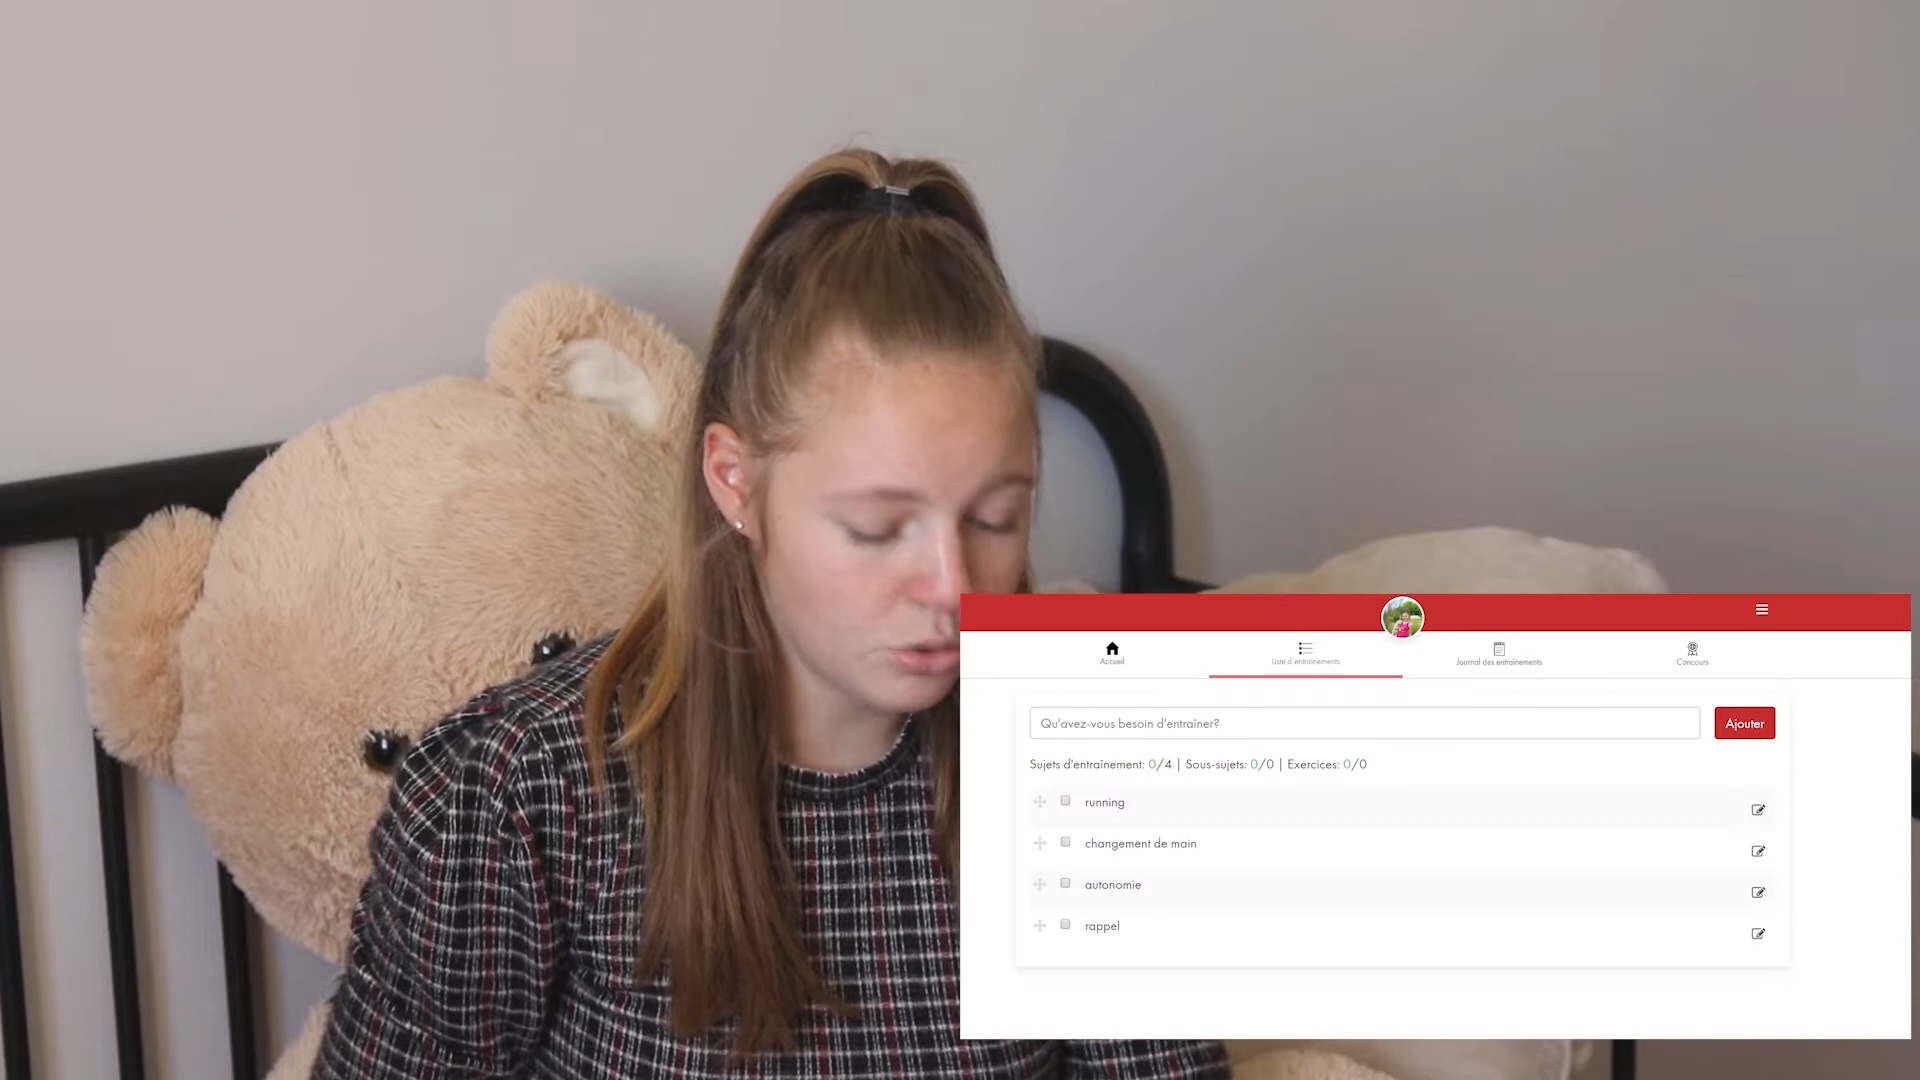 Accueil
Liste d'entraînements
Journal des entraînements
Concours
Qu'avez-vous besoin d'entraîner?
Ajouter
Sujets d'entraînement: 0/4 | Sous-sujets: 0/0 | Exercices: 0/0
running
changement de main
autonomie
rappel